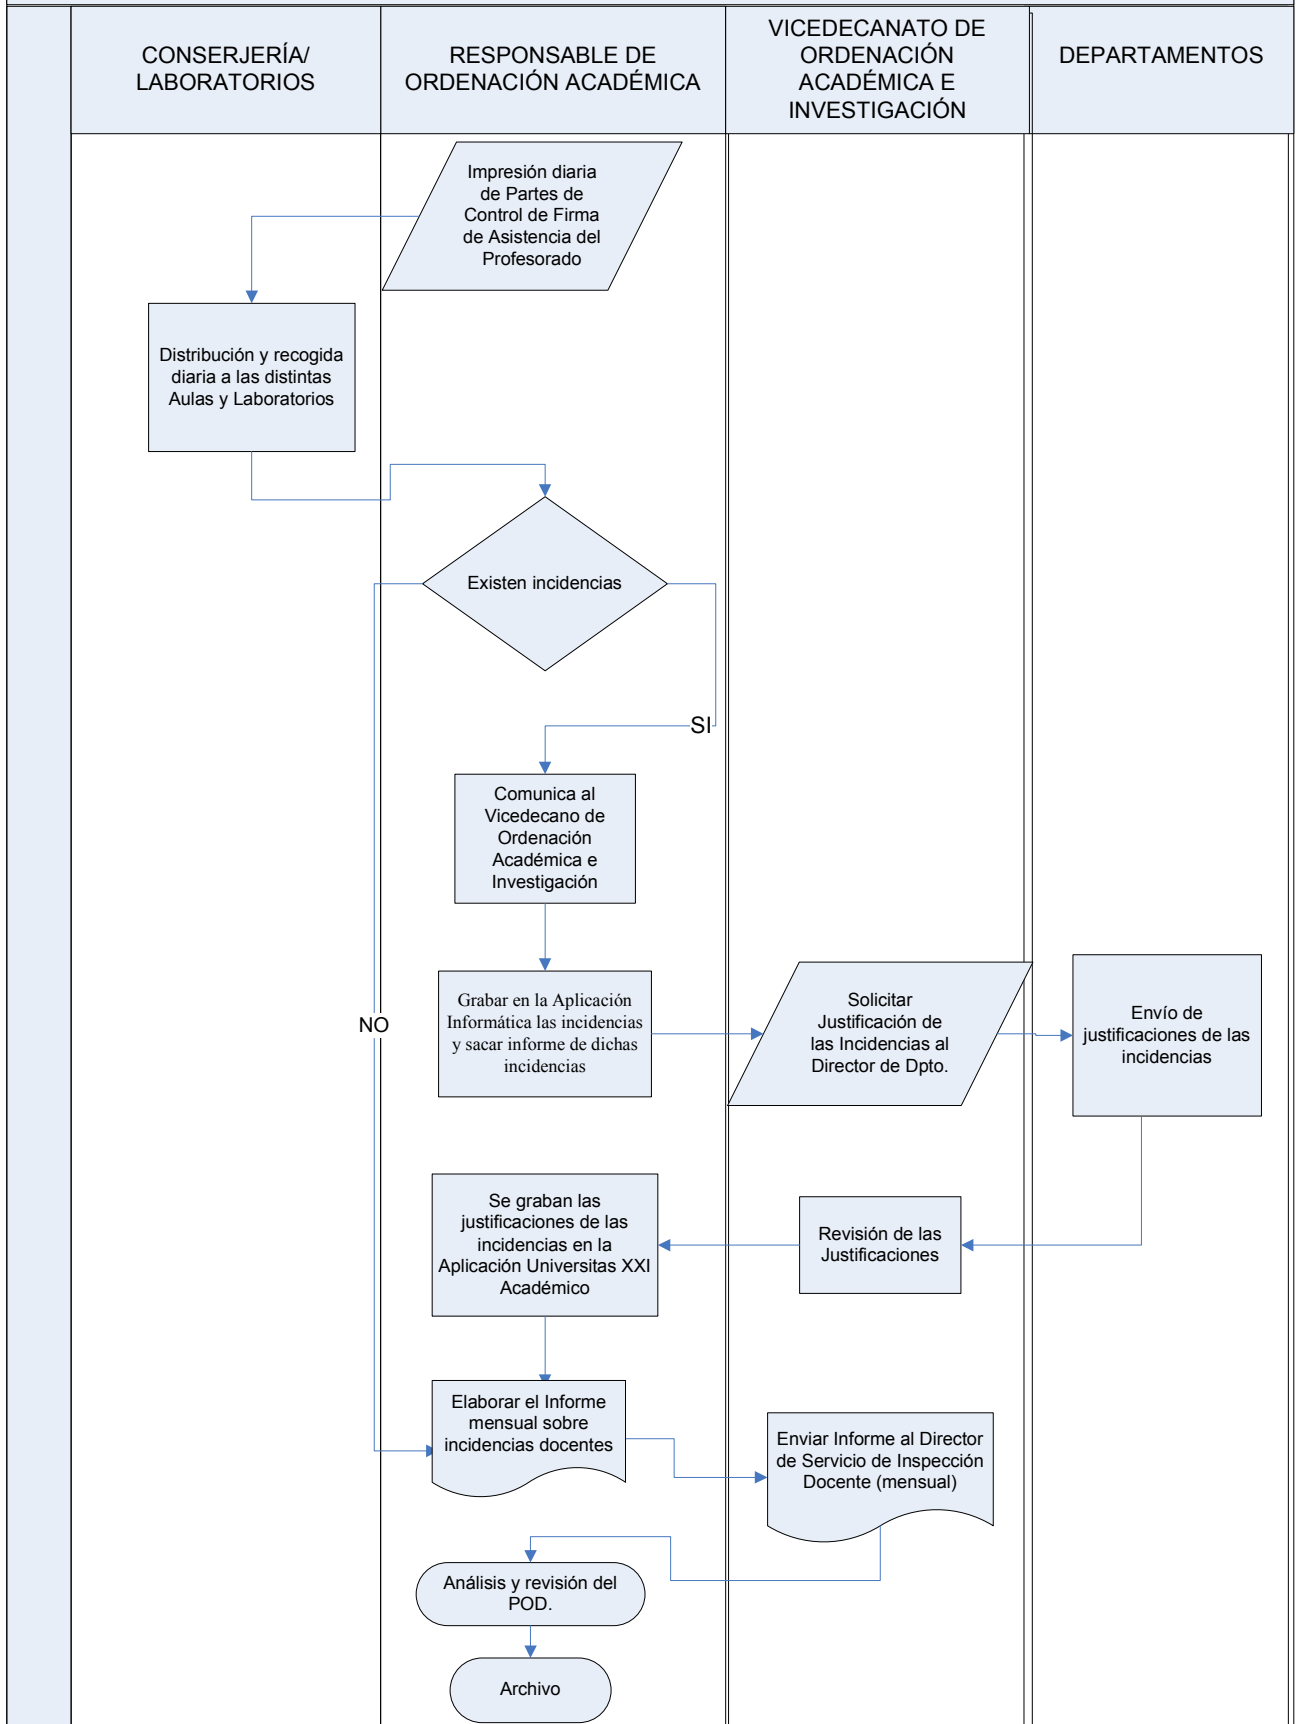 CONSERJERÍA/
LABORATORIOS
RESPONSABLE DE
ORDENACIÓN ACADÉMICA
VICEDECANATO DE
ORDENACIÓN
ACADÉMICA E
INVESTIGACIÓN
DEPARTAMENTOS
Impresión diaria
de Partes de
Control de Firma
de Asistencia del
Profesorado
Distribución y recogida
diaria a las distintas
Aulas y Laboratorios
Existen incidencias
SI
Comunica al
Vicedecano de
Ordenación
Académica e
Investigación
NO
Grabar en la Aplicación
Informática las incidencias
y sacar informe de dichas
incidencias
Solicitar
Justificación de
las Incidencias al
Director de Dpto.
Envío de
justificaciones de las
incidencias
Se graban las
justificaciones de las
incidencias en la
Aplicación Universitas XXI
Académico
Revisión de las
Justificaciones
Elaborar el Informe
mensual sobre
incidencias docentes
Enviar Informe al Director
de Servicio de Inspección
Docente (mensual)
Análisis y revisión del
POD.
Archivo